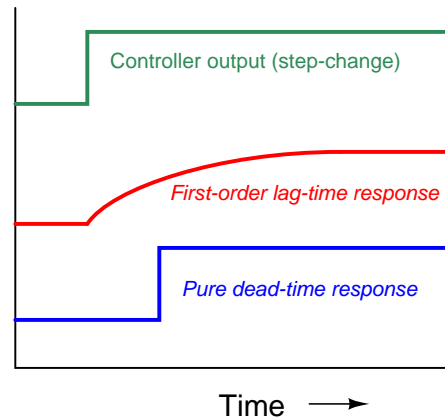 Controller output (step-change)
First-order lag-time response
Pure dead-time response
Time